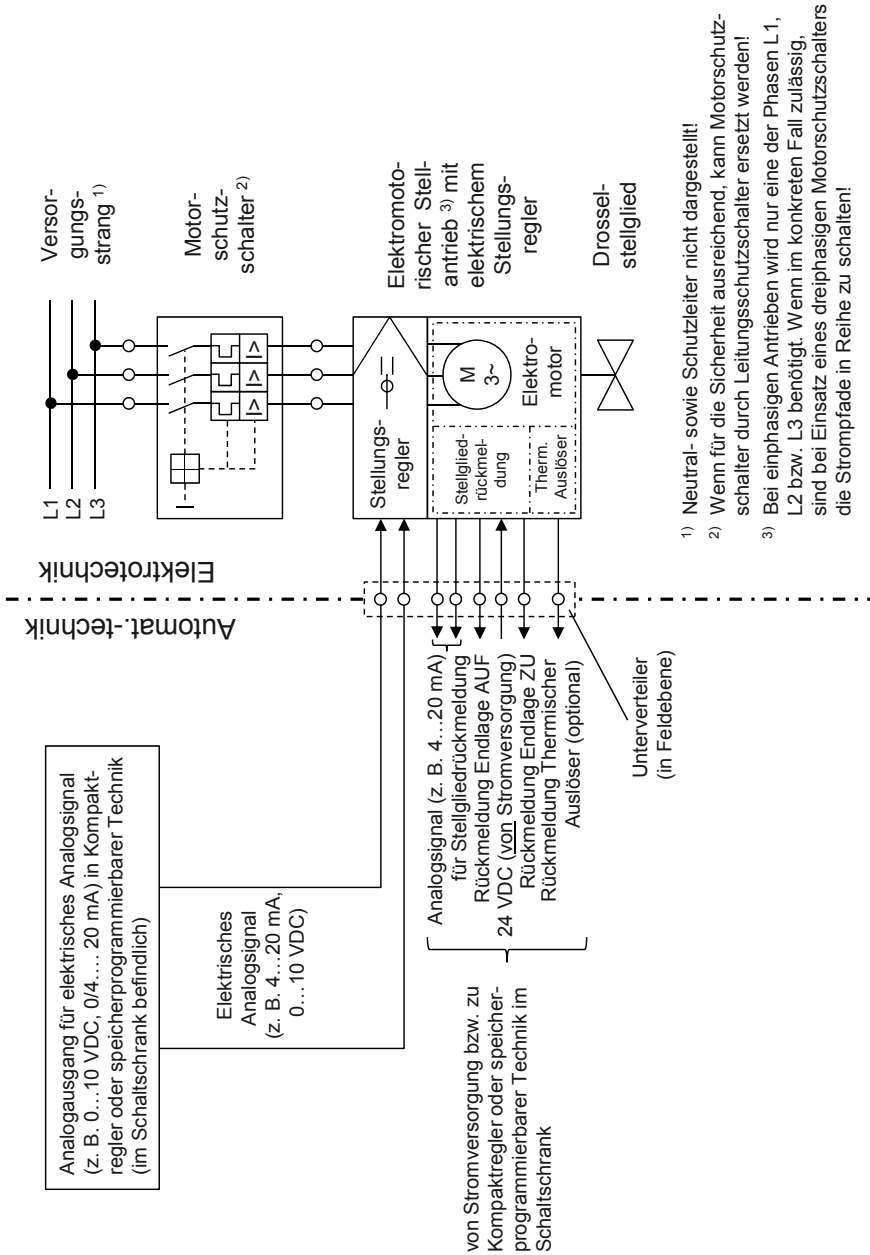 Analogausgang für elektrisches Analogsignal
(z. B. 0…10 VDC, 0/4…. 20 mA) in Kompakt-
regler oder speicherprogrammierbarer Technik
(im Schaltschrank befindlich)
Elektrisches
Analogsignal
(z. B. 4…20 mA,
0…10 VDC)
von Stromversorgung bzw. zu
Kompaktregler oder speicher-
programmierbarer Technik im
Schaltschrank
Analogsignal (z. B. 4…20 mA)
für Stellgliedrückmeldung
Rückmeldung Endlage AUF
24 VDC (von Stromversorgung)
Rückmeldung Endlage ZU
Rückmeldung Thermischer
Auslöser (optional)
Unterverteiler
(in Feldebene)
Automat.-technik
Elektrotechnik
L1
L2
L3
Versor-
gungs-
strang 1)
I> I> I>
Motor-
schutz-
schalter 2)
Stellungs-
regler
M
3~
Elektro-
motor
Stellglied-
rückmel-
dung
Therm.
Auslöser
Elektromoto-
rischer Stell-
antrieb 3) mit
elektrischem
Stellungs-
regler
Drossel-
stellglied
1) Neutral- sowie Schutzleiter nicht dargestellt!
2) Wenn für die Sicherheit ausreichend, kann Motorschutz-
schalter durch Leitungsschutzschalter ersetzt werden!
3) Bei einphasigen Antrieben wird nur eine der Phasen L1,
L2 bzw. L3 benötigt. Wenn im konkreten Fall zulässig,
sind bei Einsatz eines dreiphasigen Motorschutzschalters
die Strompfade in Reihe zu schalten!